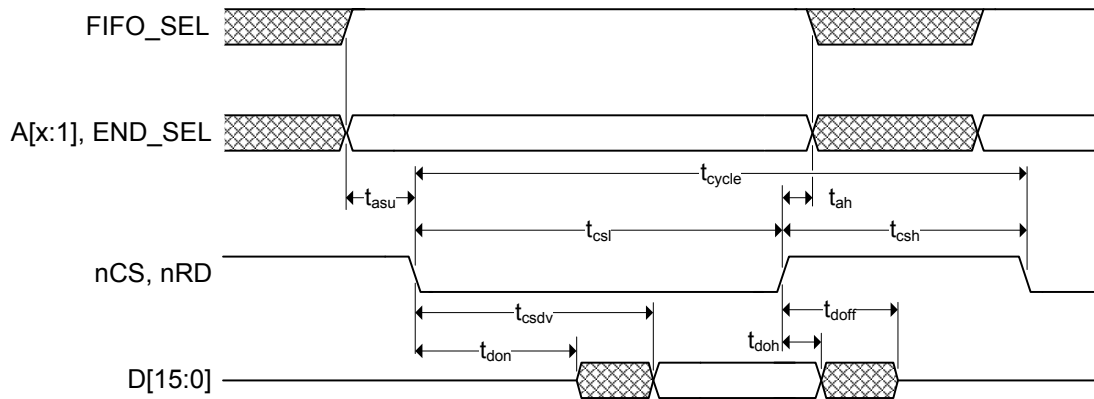 FIFO_SEL
A[x:1], END_SEL
tcycle
tasu
tah
tcsl
tcsh
nCS, nRD
tcsdv
tdoff
tdon
tdoh
D[15:0]